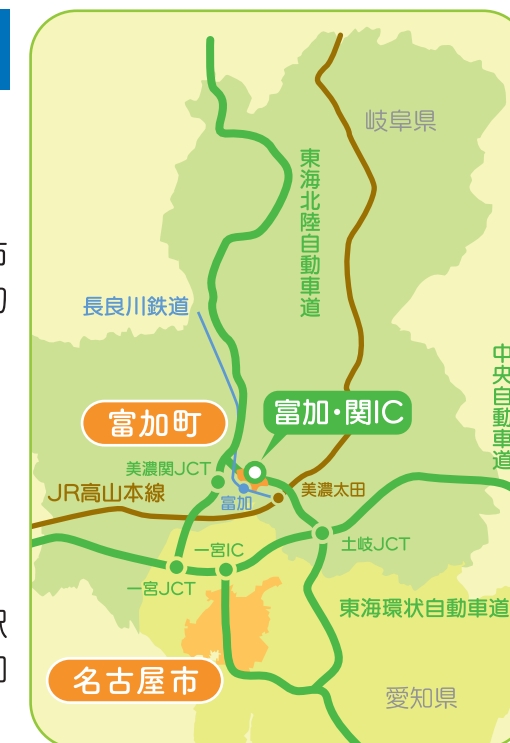 岐阜県
東海北陸自動車道
長良川鉄道
中央自動車道
富加・関IC
富加町
美濃関JCT
JR高山本線
富加
美濃太田
一宮IC
土岐JCT
一宮JCT
東海環状自動車道
名古屋市
愛知県